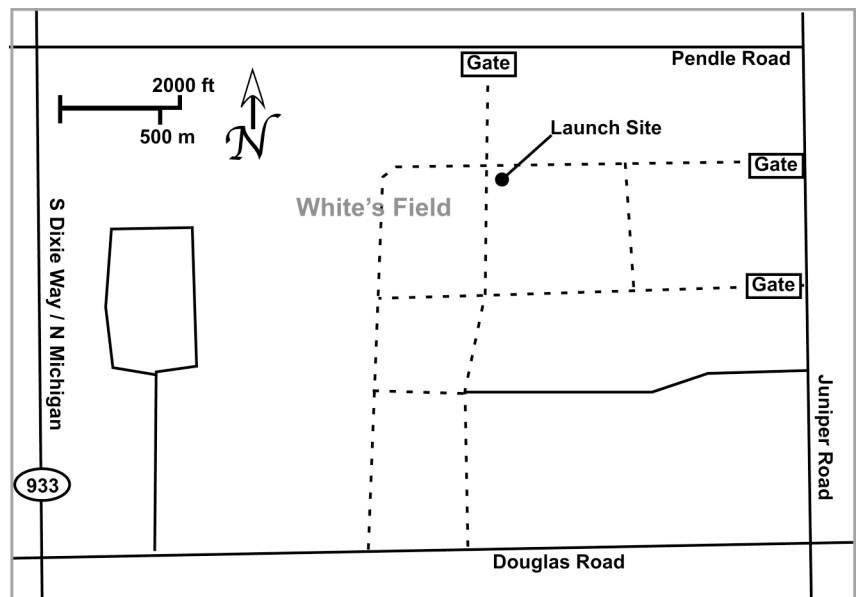 Pendle Road
Gate
2000 ft
500 m
N
Launch Site
Gate
White's Field
S Dixie Way / N Michigan
Gate
Juniper Road
933
Douglas Road